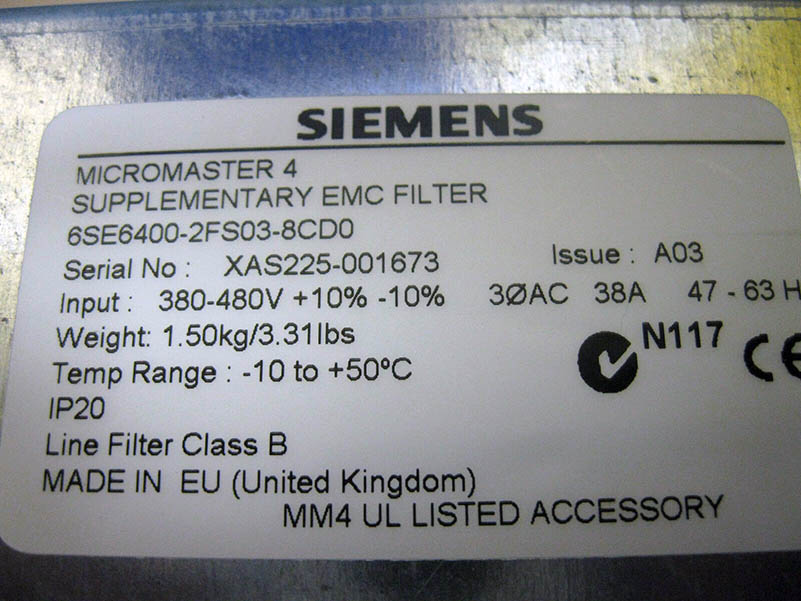 SIEMENS
MICROMASTER 4
SUPPLEMENTARY EMC FILTER
6SE6400-2FS03-8CD0
Serial No : XAS225-001673 Issue : A03
Input : 380-480V +10% -10% 3ØAC 38A 47 - 63 H
Weight: 1.50kg/3.31lbs N117 CE
Temp Range : -10 to +50ºC
IP20
Line Filter Class B
MADE IN EU (United Kingdom)
MM4 UL LISTED ACCESSORY